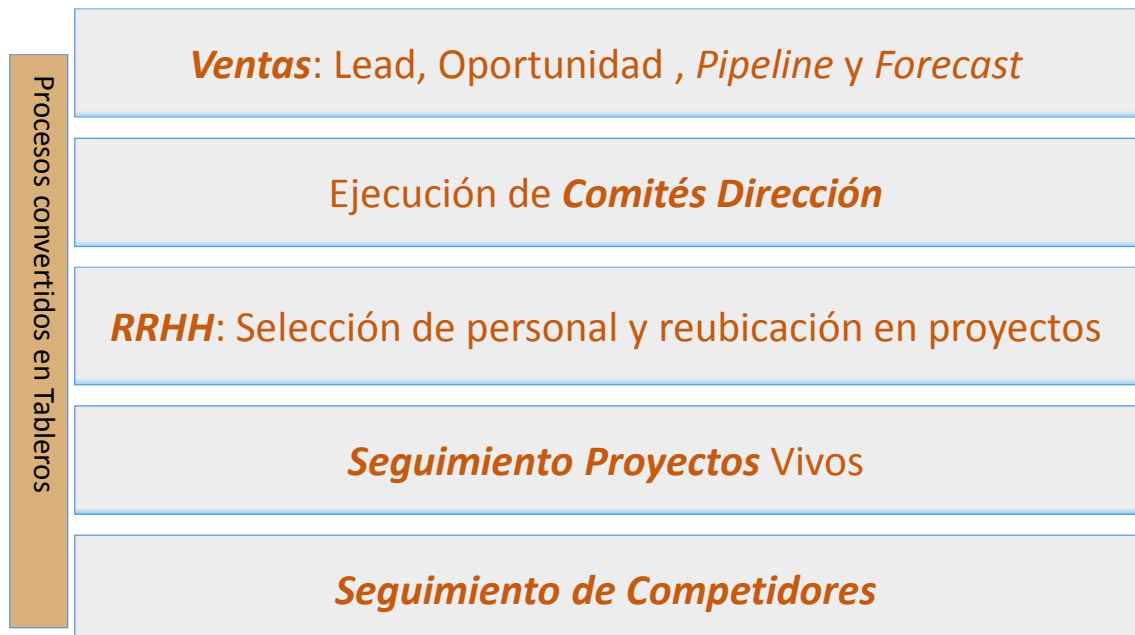 Procesos convertidos en Tableros
Ventas: Lead, Oportunidad , Pipeline y Forecast
Ejecución de Comités Dirección
RRHH: Selección de personal y reubicación en proyectos
Seguimiento Proyectos Vivos
Seguimiento de Competidores